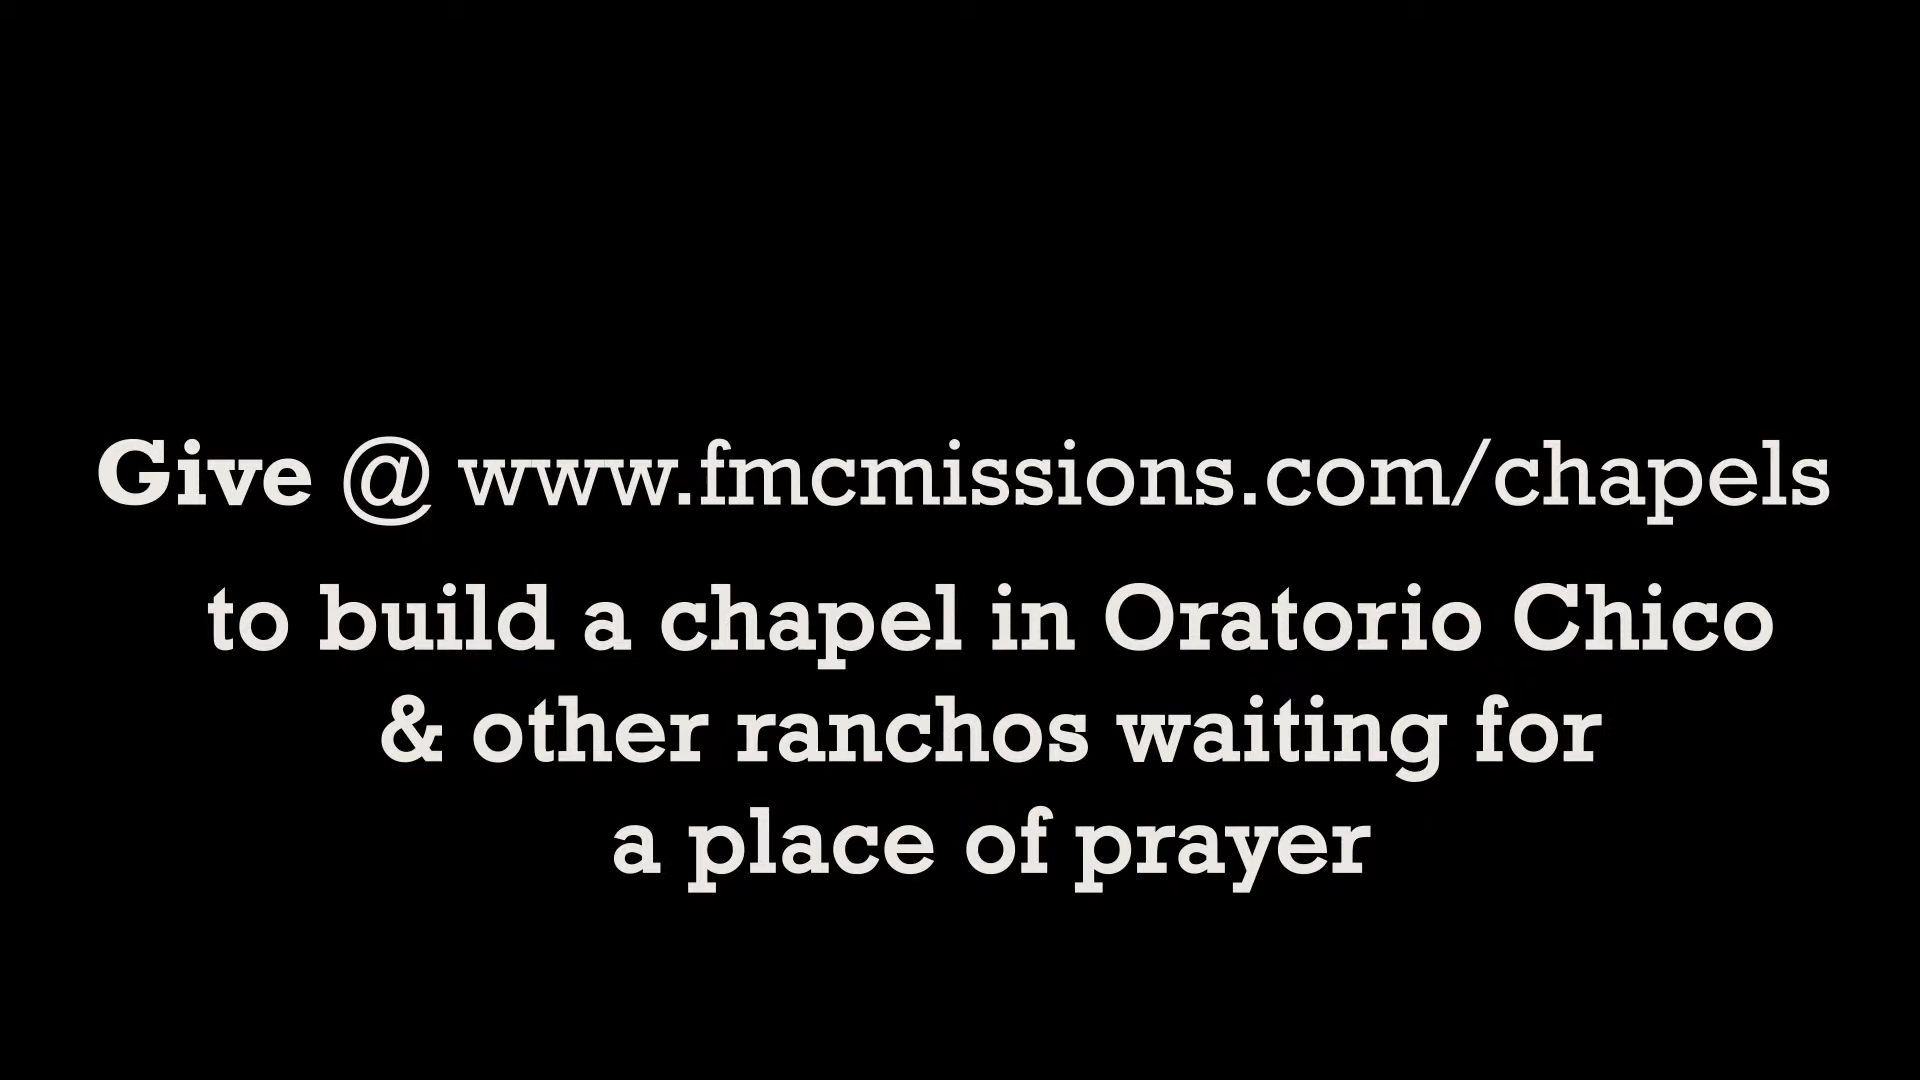 Give @ www.fmcmissions.com/chapels
to build a chapel in Oratorio Chico
& other ranchos waiting for
a place of prayer